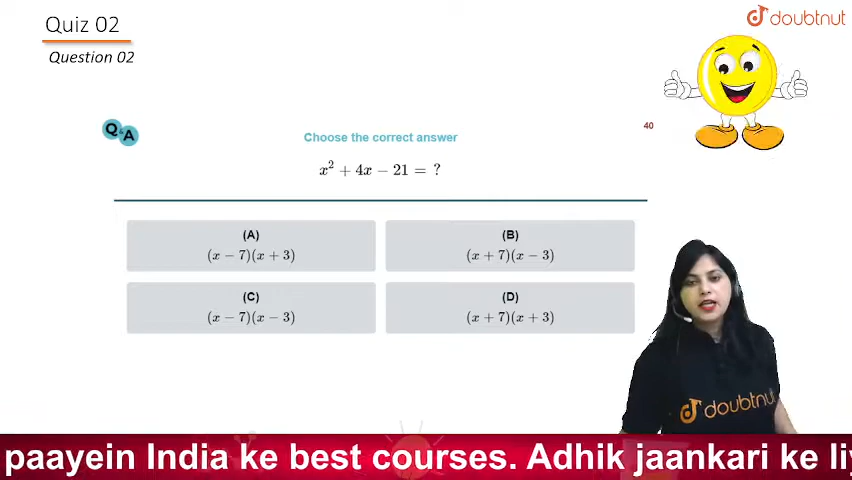 Quiz 02
doubtnut
Question 02
Q&A
40
Choose the correct answer
x² + 4x − 21 = ?
(A)
(x − 7)(x + 3)
(B)
(x + 7)(x − 3)
(C)
(x − 7)(x − 3)
(D)
(x + 7)(x + 3)
doubtnut
paayein India ke best courses. Adhik jaankari ke